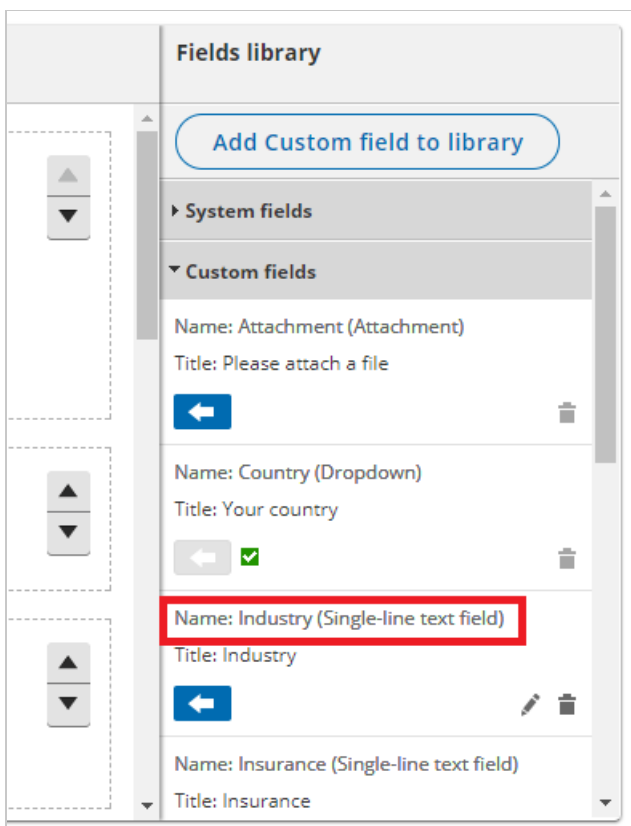 Fields library
Add Custom field to library
System fields
Custom fields
Name: Attachment (Attachment)
Title: Please attach a file
Name: Country (Dropdown)
Title: Your country
Name: Industry (Single-line text field)
Title: Industry
Name: Insurance (Single-line text field)
Title: Insurance